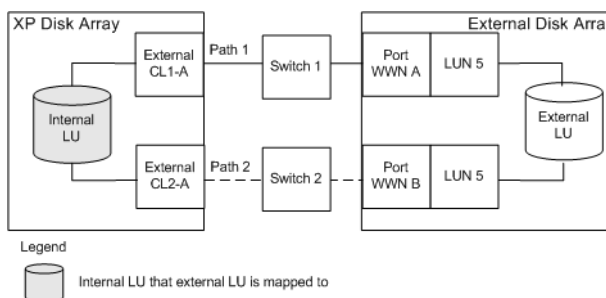 XP Disk Array
External Disk Arra
External
CL1-A
Path 1
Switch 1
Port
WWN A
LUN 5
Internal
LU
External
LU
External
CL2-A
Path 2
Switch 2
Port
WWN B
LUN 5
Legend
Internal LU that external LU is mapped to